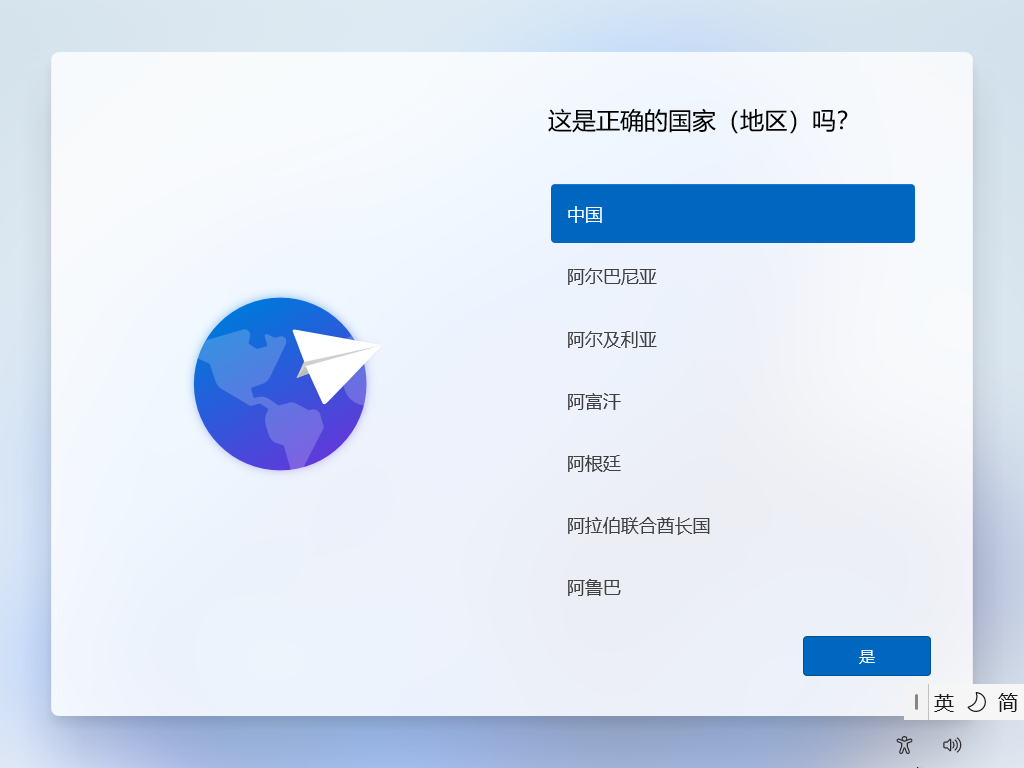 这是正确的国家（地区）吗？
中国
阿尔巴尼亚
阿尔及利亚
阿富汗
阿根廷
阿拉伯联合酋长国
阿鲁巴
是
英 简